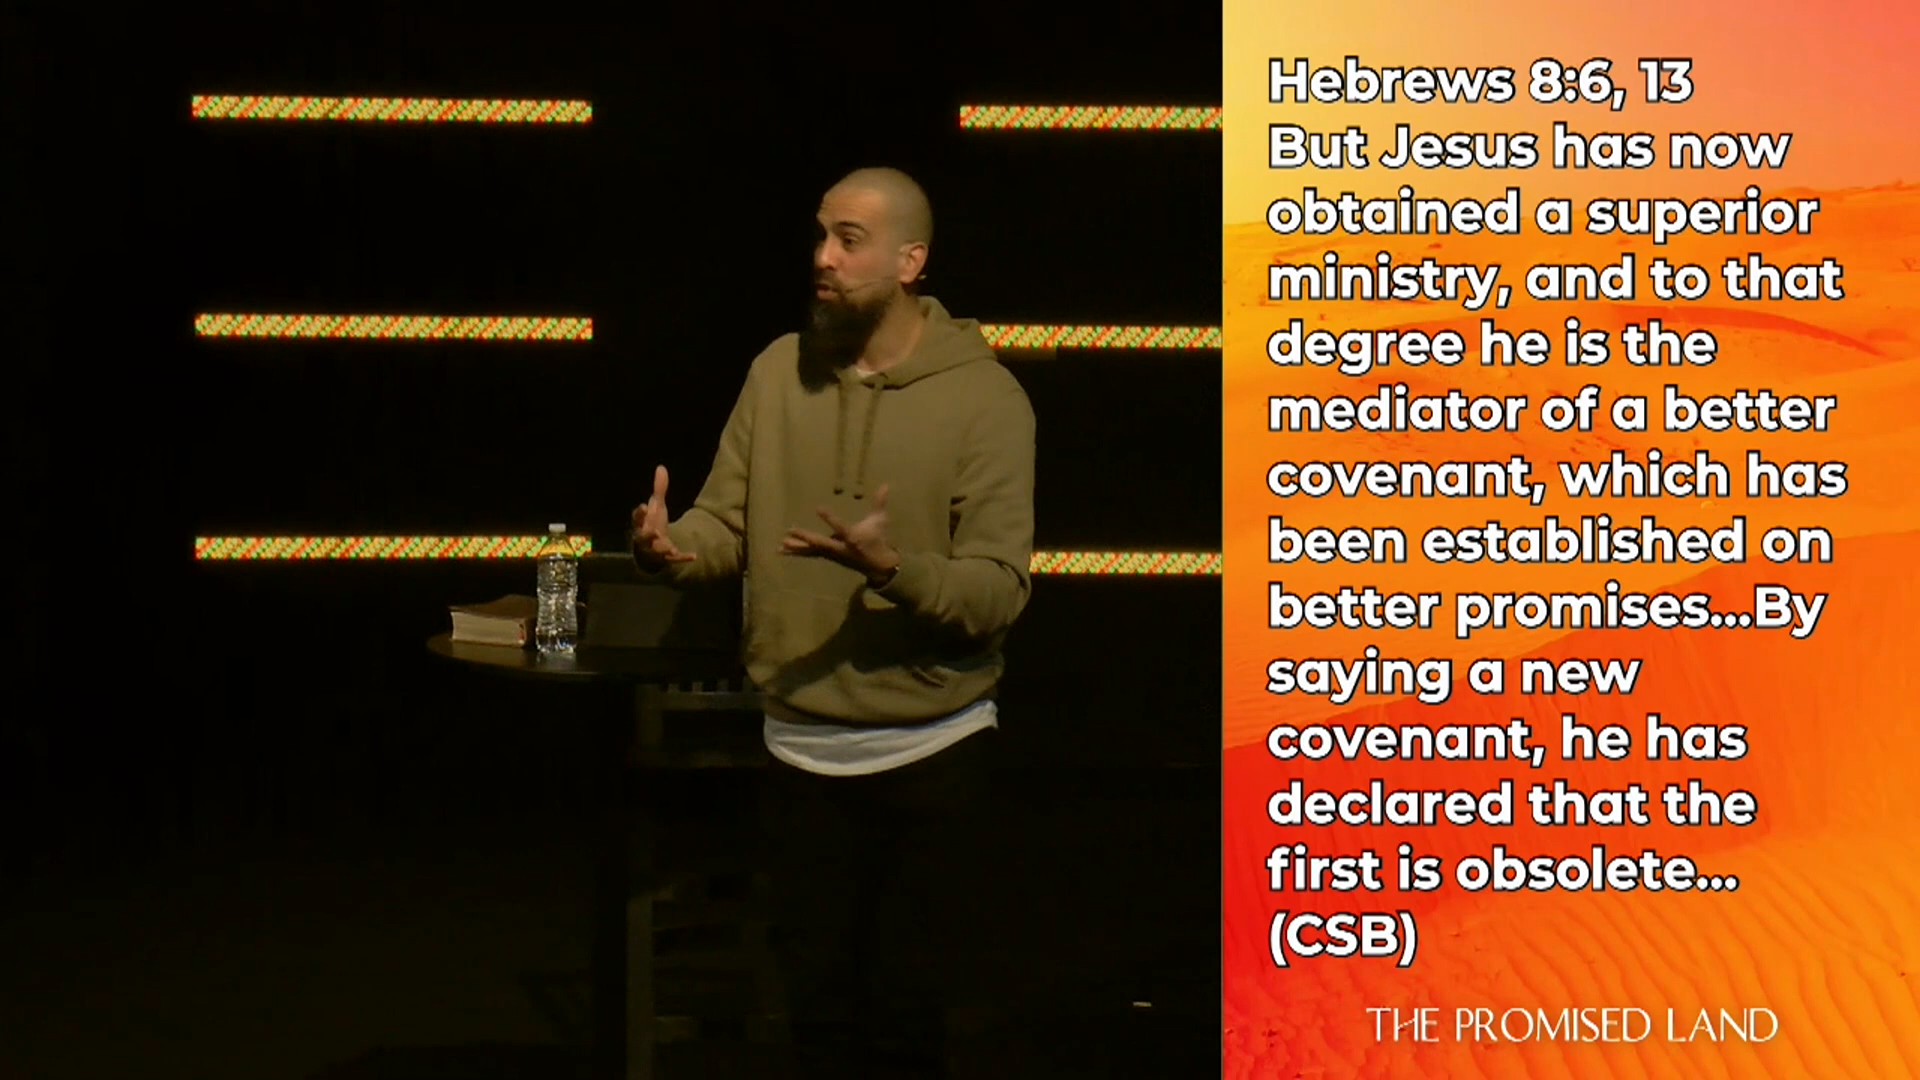 Hebrews 8:6, 13
But Jesus has now
obtained a superior
ministry, and to that
degree he is the
mediator of a better
covenant, which has
been established on
better promises...By
saying a new
covenant, he has
declared that the
first is obsolete...
(CSB)
THE PROMISED LAND